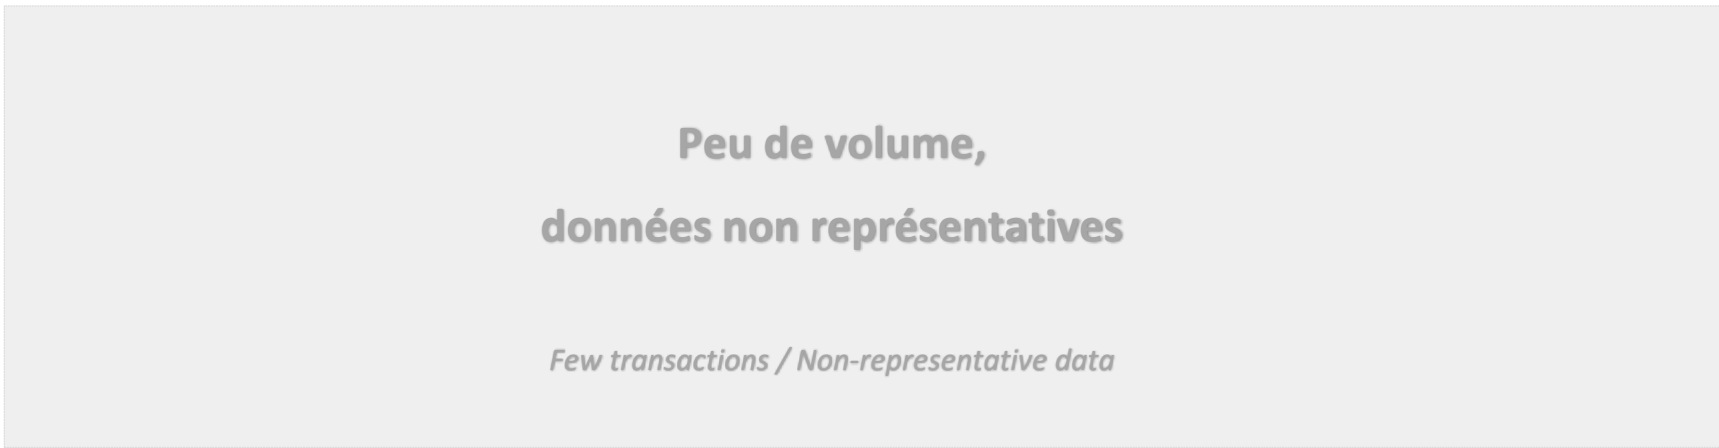 Peu de volume,
données non représentatives
Few transactions / Non-representative data